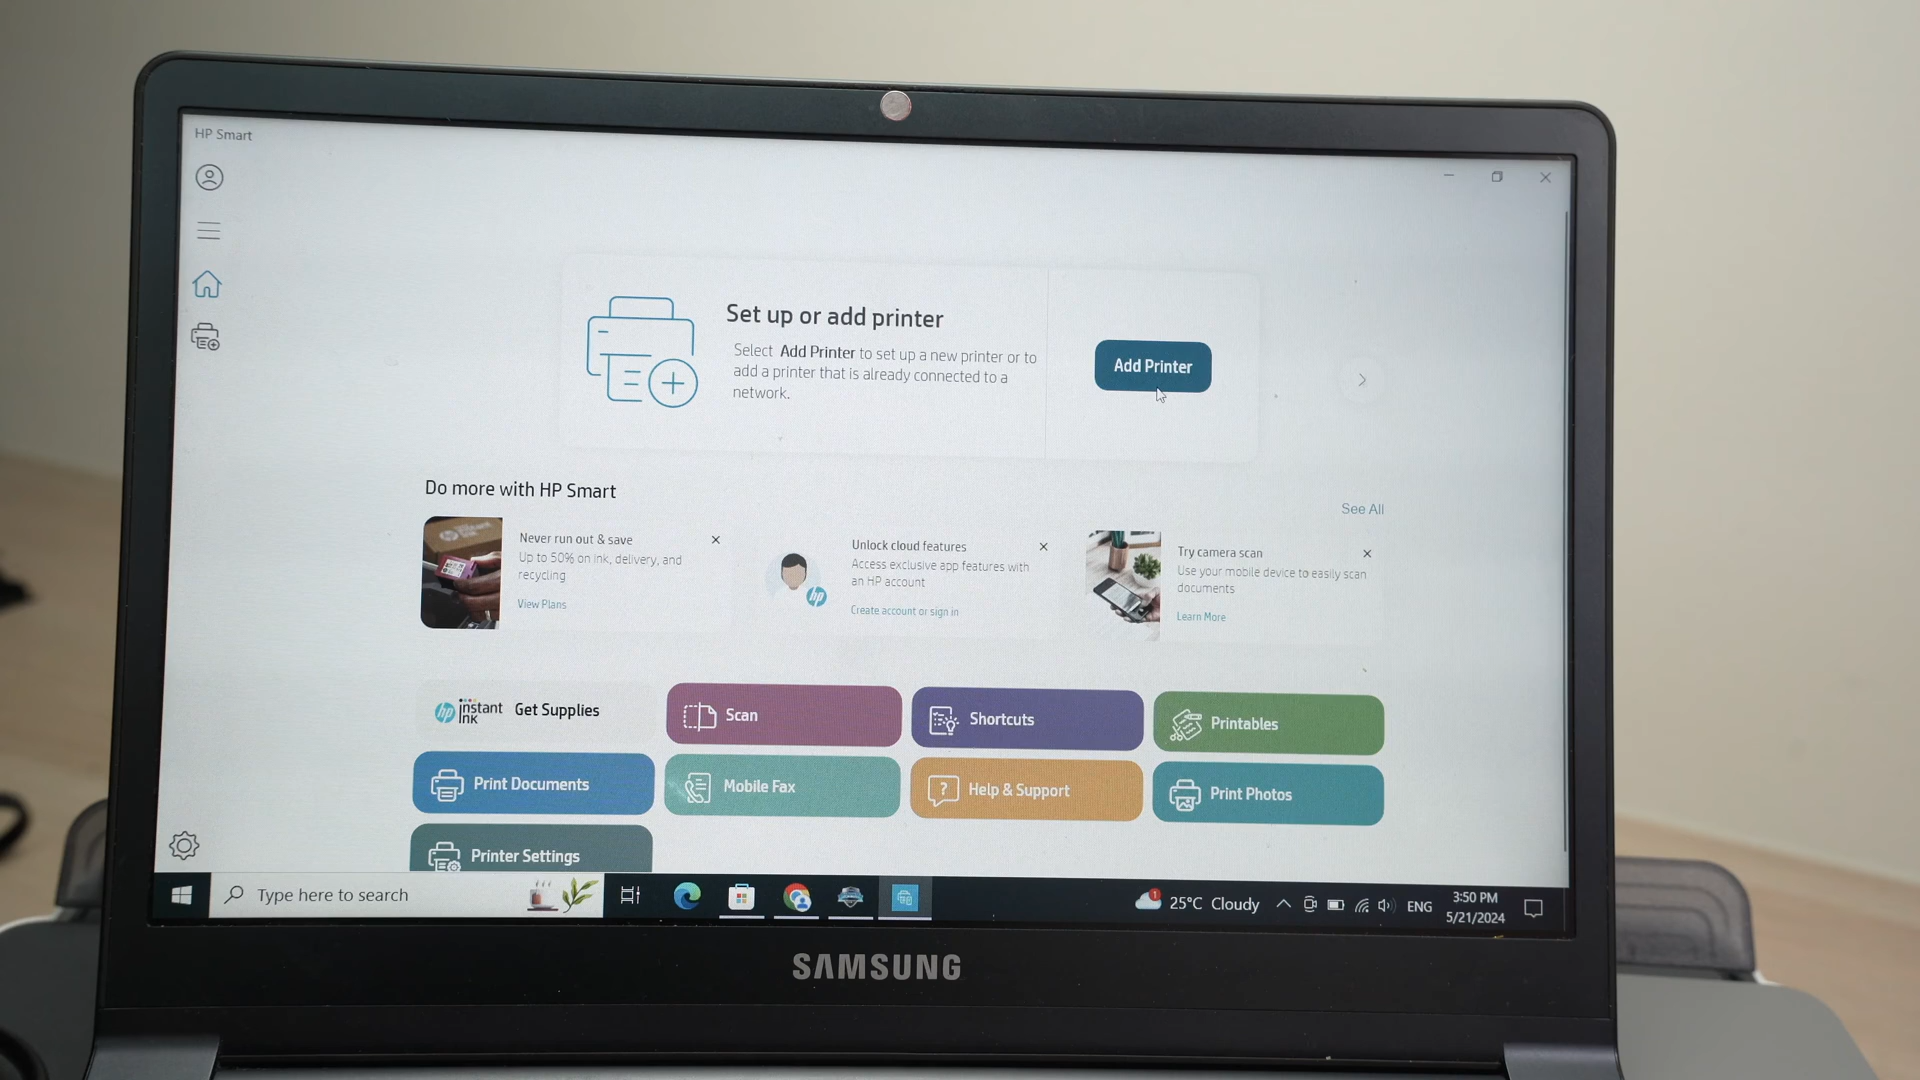 HP Smart
Set up or add printer
Select Add Printer to set up a new printer or to
add a printer that is already connected to a
network.
Add Printer
Do more with HP Smart
See All
Never run out & save
Up to 50% on ink, delivery, and
recycling
View Plans
Unlock cloud features
Access exclusive app features with
an HP account
Create account or sign in
hp
Try camera scan
Use your mobile device to easily scan
documents
Learn More
hp instant ink Get Supplies
Scan
Shortcuts
Printables
Print Documents
Mobile Fax
Help & Support
Print Photos
Printer Settings
Type here to search
1
25°C Cloudy
ENG
3:50 PM
5/21/2024
SAMSUNG